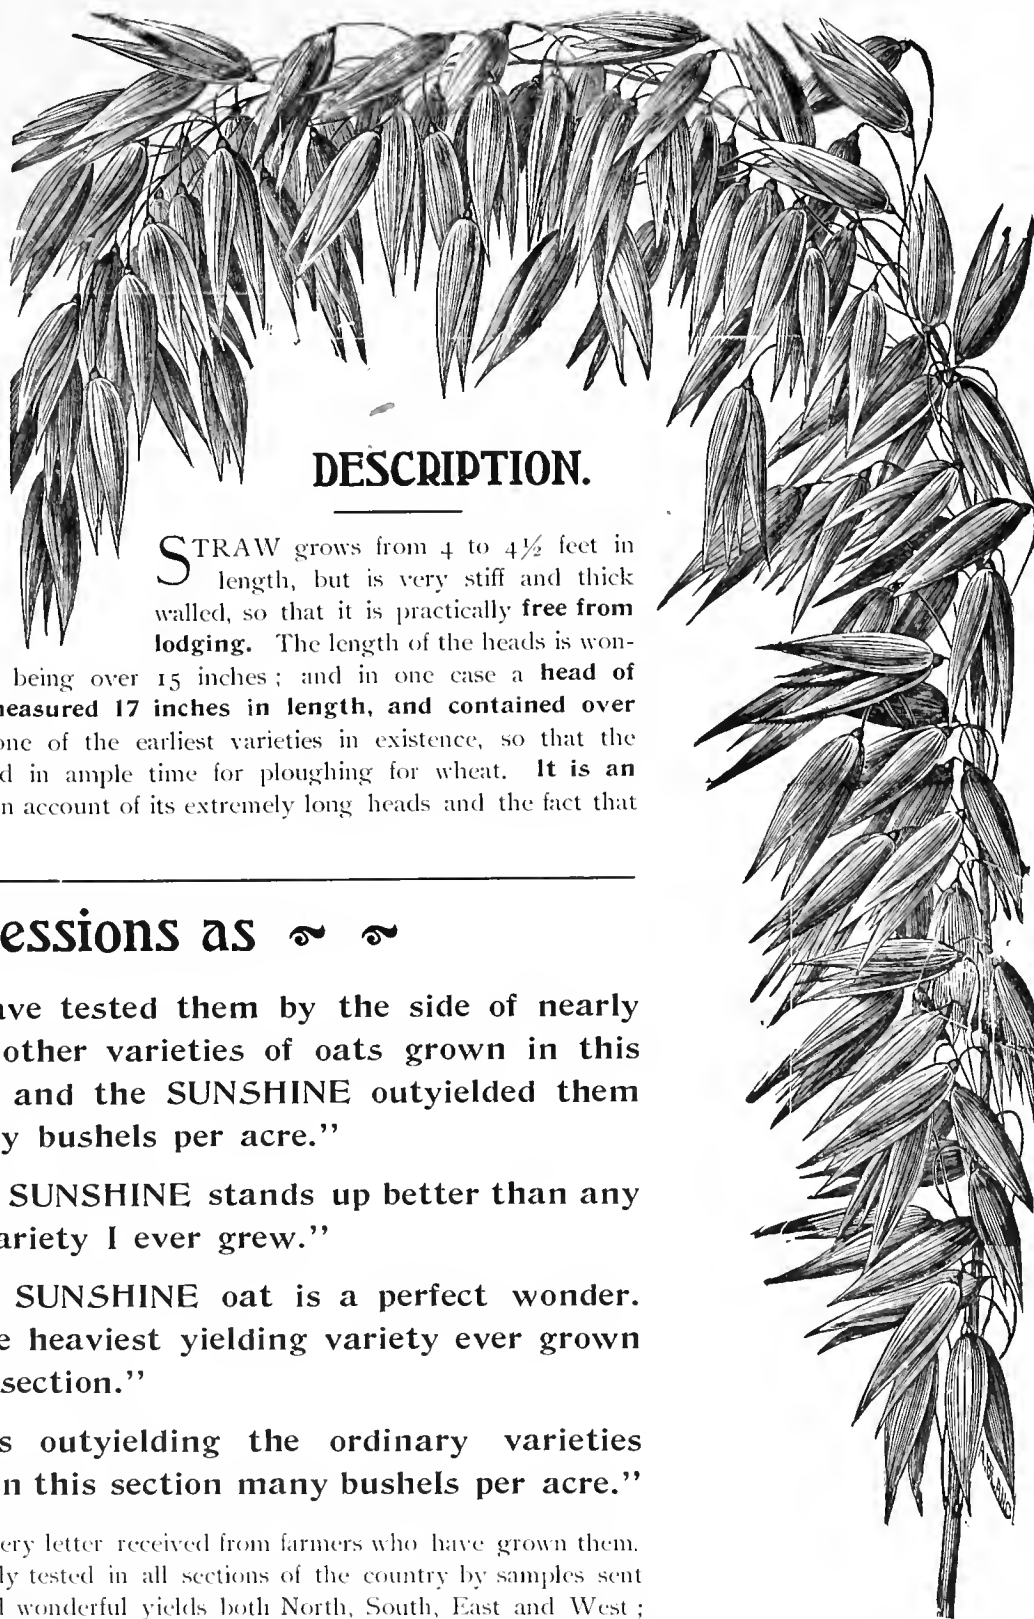 DESCRIPTION.
STRAW grows from 4 to 4½ feet in
length, but is very stiff and thick
walled, so that it is practically free from
lodging. The length of the heads is won-
being over 15 inches; and in one case a head of
measured 17 inches in length, and contained over
one of the earliest varieties in existence, so that the
d in ample time for ploughing for wheat. It is an
n account of its extremely long heads and the fact that
essions as
ave tested them by the side of nearly
other varieties of oats grown in this
and the SUNSHINE outyielded them
y bushels per acre."
SUNSHINE stands up better than any
ariety I ever grew."
SUNSHINE oat is a perfect wonder.
e heaviest yielding variety ever grown
section."
s outyielding the ordinary varieties
n this section many bushels per acre."
ery letter received from farmers who have grown them.
ly tested in all sections of the country by samples sent
l wonderful yields both North, South, East and West;